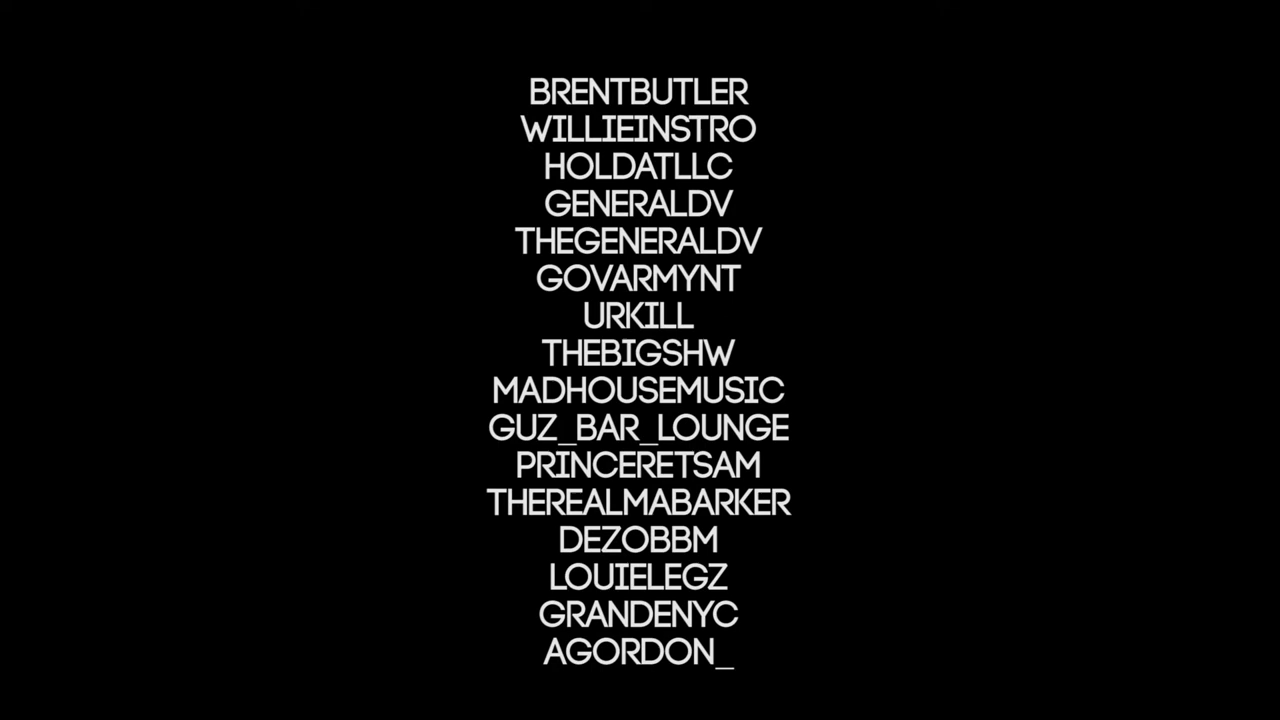 BRENTBUTLER
WILLIEINSTRO
HOLDATLLC
GENERALDV
THEGENERALDV
GOVARMYNT
URKILL
THEBIGSHW
MADHOUSEMUSIC
GUZ_BAR_LOUNGE
PRINCERETSAM
THEREALMABARKER
DEZOBBM
LOUIELEGZ
GRANDENYC
AGORDON_